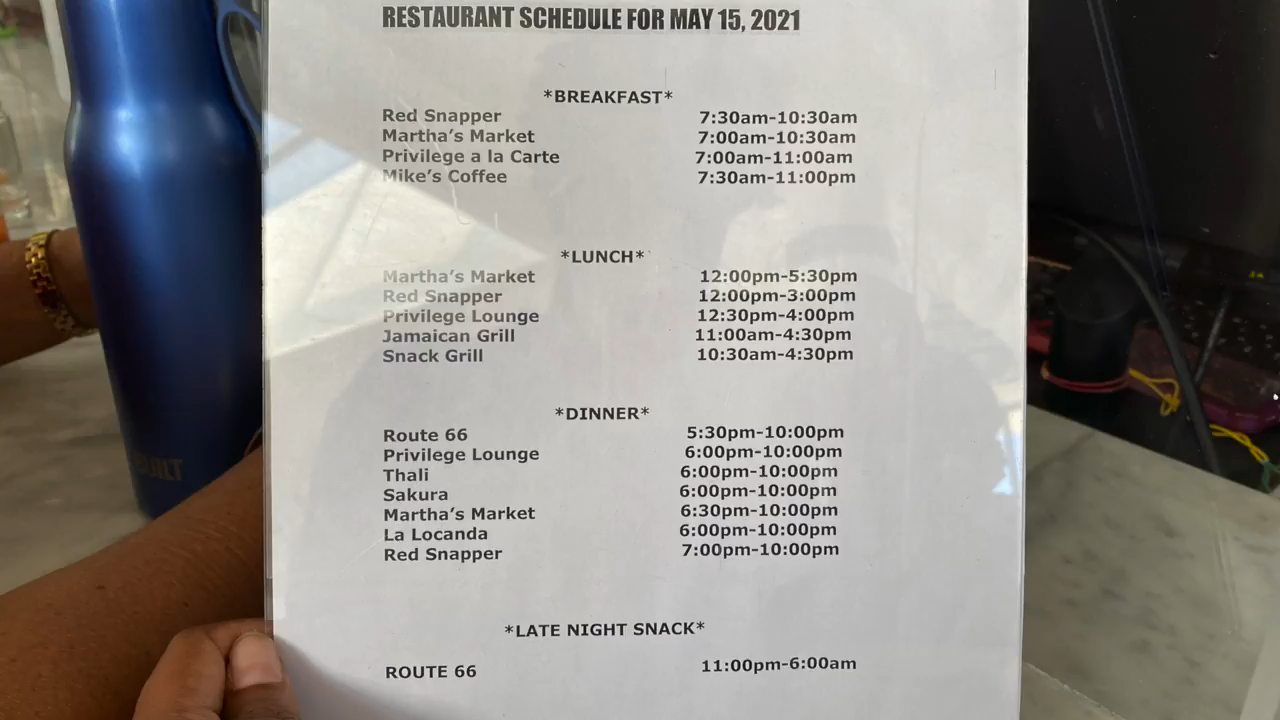 RESTAURANT SCHEDULE FOR MAY 15, 2021
*BREAKFAST*
Red Snapper 7:30am-10:30am
Martha's Market 7:00am-10:30am
Privilege a la Carte 7:00am-11:00am
Mike's Coffee 7:30am-11:00pm
*LUNCH*
Martha's Market 12:00pm-5:30pm
Red Snapper 12:00pm-3:00pm
Privilege Lounge 12:30pm-4:00pm
Jamaican Grill 11:00am-4:30pm
Snack Grill 10:30am-4:30pm
*DINNER*
Route 66 5:30pm-10:00pm
Privilege Lounge 6:00pm-10:00pm
Thali 6:00pm-10:00pm
Sakura 6:00pm-10:00pm
Martha's Market 6:30pm-10:00pm
La Locanda 6:00pm-10:00pm
Red Snapper 7:00pm-10:00pm
*LATE NIGHT SNACK*
ROUTE 66 11:00pm-6:00am